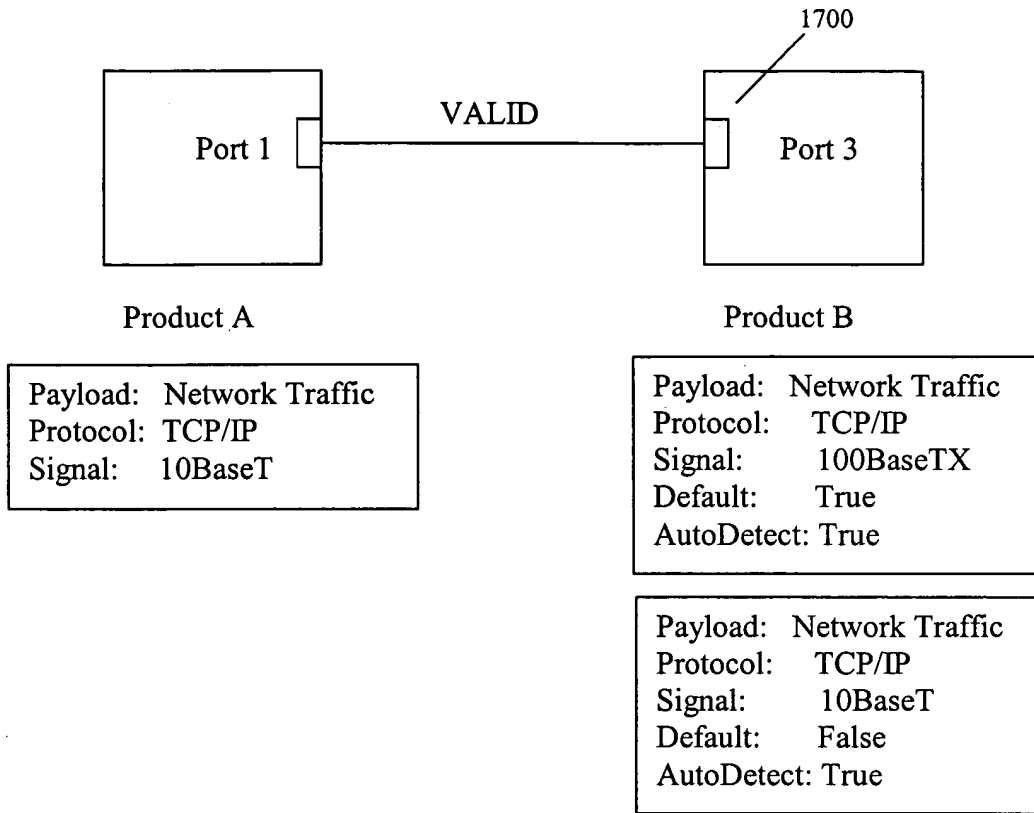 1700
VALID
Port 1
Port 3
Product A
Product B
Payload: Network Traffic
Protocol: TCP/IP
Signal: 10BaseT
Payload: Network Traffic
Protocol: TCP/IP
Signal: 100BaseTX
Default: True
AutoDetect: True
Payload: Network Traffic
Protocol: TCP/IP
Signal: 10BaseT
Default: False
AutoDetect: True